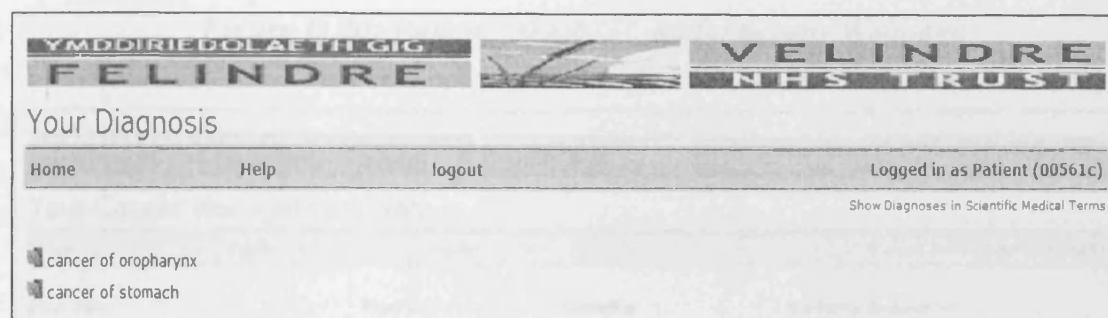 YMDDIRIEDOLAETH GIG
FELINDRE
VELINDRE
NHS TRUST
Your Diagnosis
Home Help logout Logged in as Patient (00561c)
Show Diagnoses in Scientific Medical Terms
cancer of oropharynx
cancer of stomach